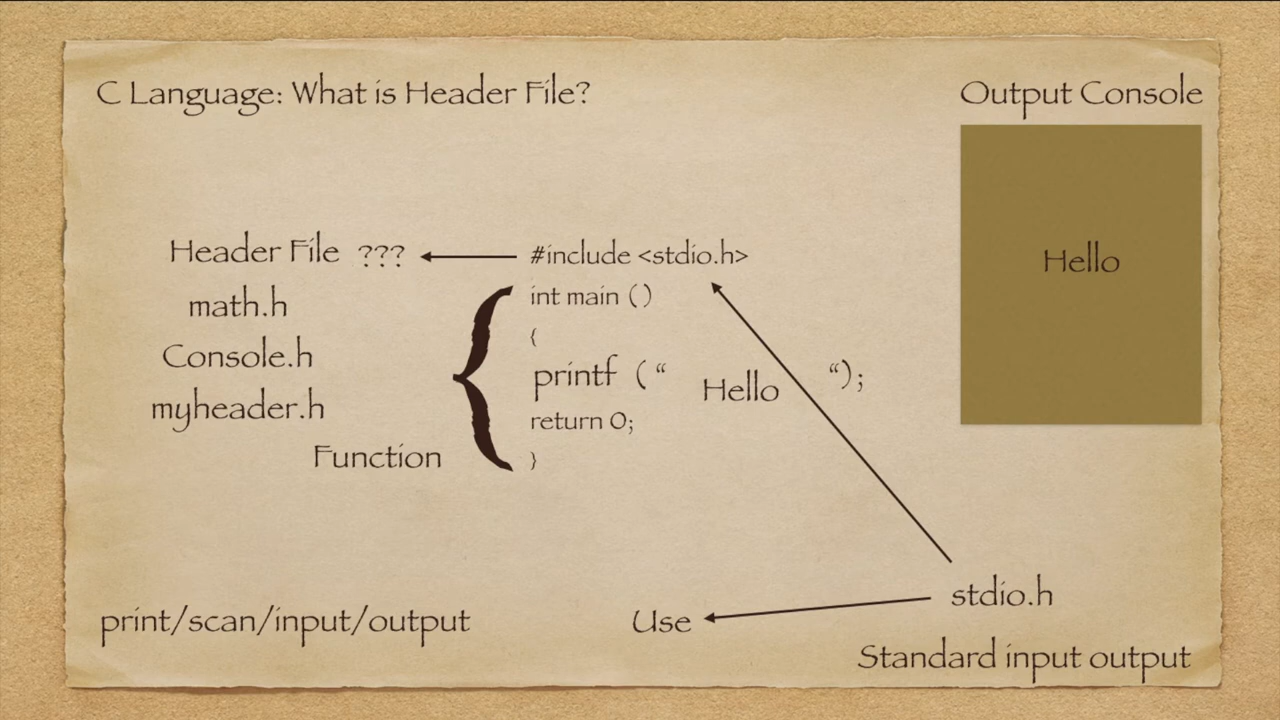 C Language: What is Header File?
Output Console
Hello
Header File ???
#include <stdio.h>
math.h
int main ()
{
Console.h
printf (“ Hello “);
myheader.h
return 0;
Function
}
print/scan/input/output
Use
stdio.h
Standard input output